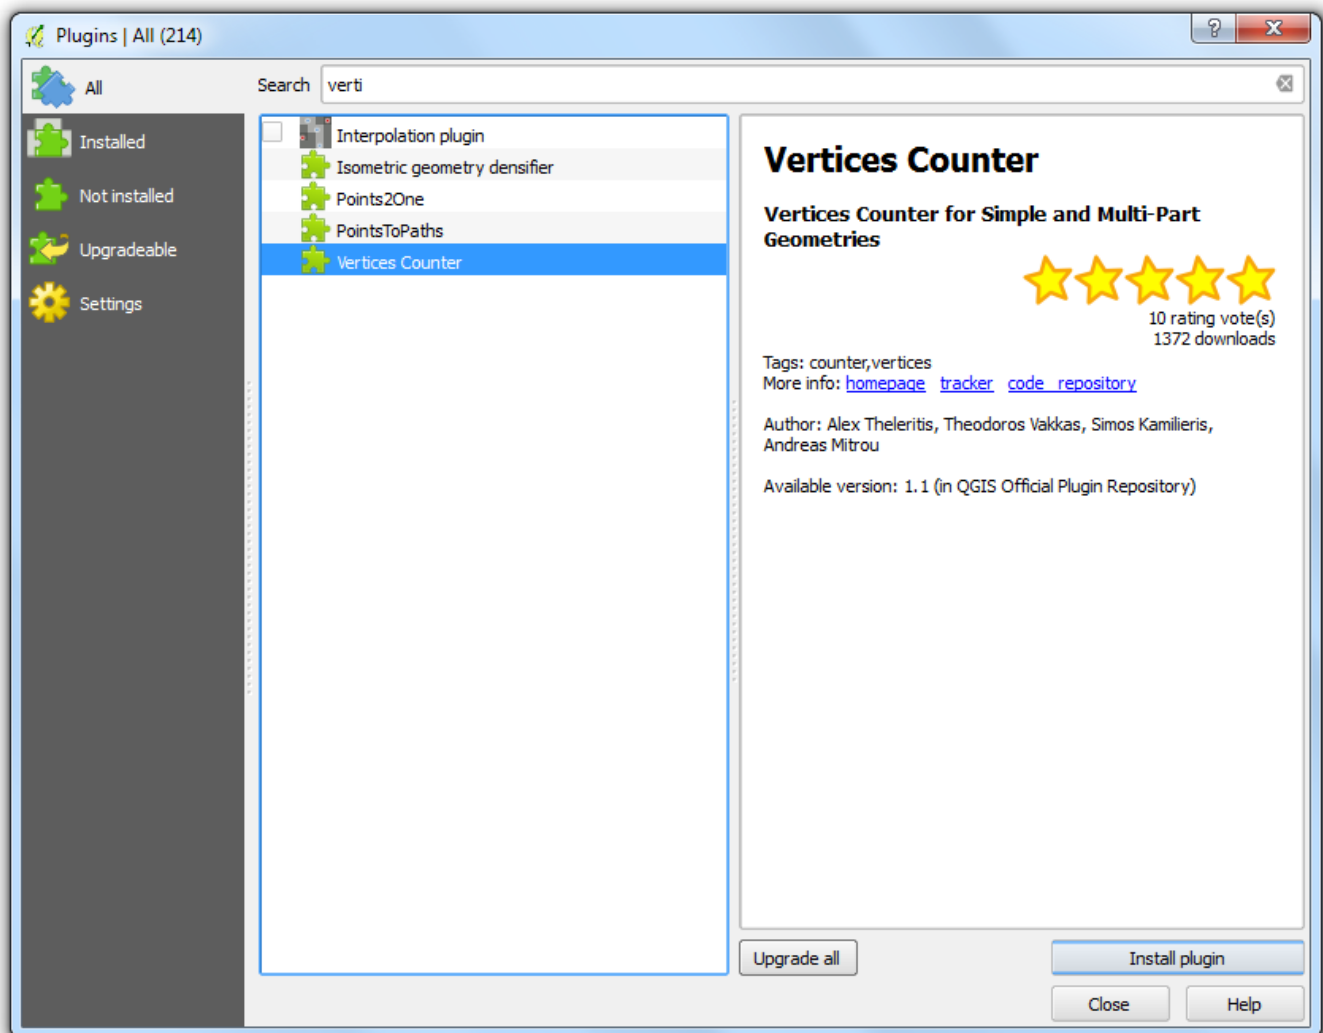 Plugins | All (214)
All
Search verti
Installed
Not installed
Upgradeable
Settings
Interpolation plugin
Isometric geometry densifier
Points2One
PointsToPaths
Vertices Counter
Vertices Counter
Vertices Counter for Simple and Multi-Part
Geometries
10 rating vote(s)
1372 downloads
Tags: counter,vertices
More info: homepage tracker code_repository
Author: Alex Theleritis, Theodoros Vakkas, Simos Kamilieris,
Andreas Mitrou
Available version: 1.1 (in QGIS Official Plugin Repository)
Upgrade all
Install plugin
Close
Help